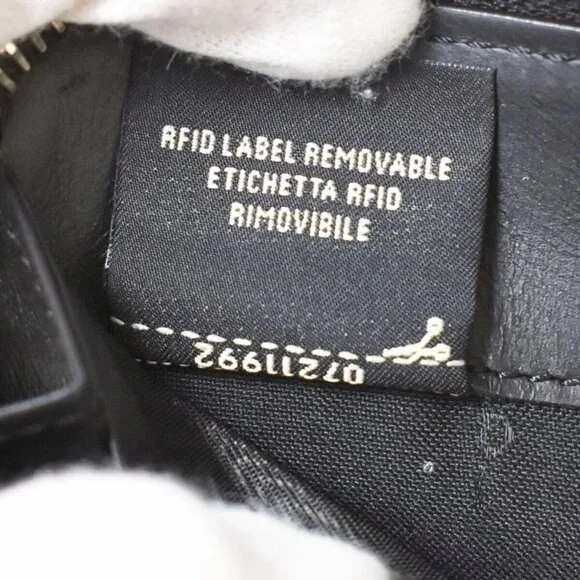 RFID LABEL REMOVABLE
ETICHETTA RFID
RIMOVIBILE
07211992